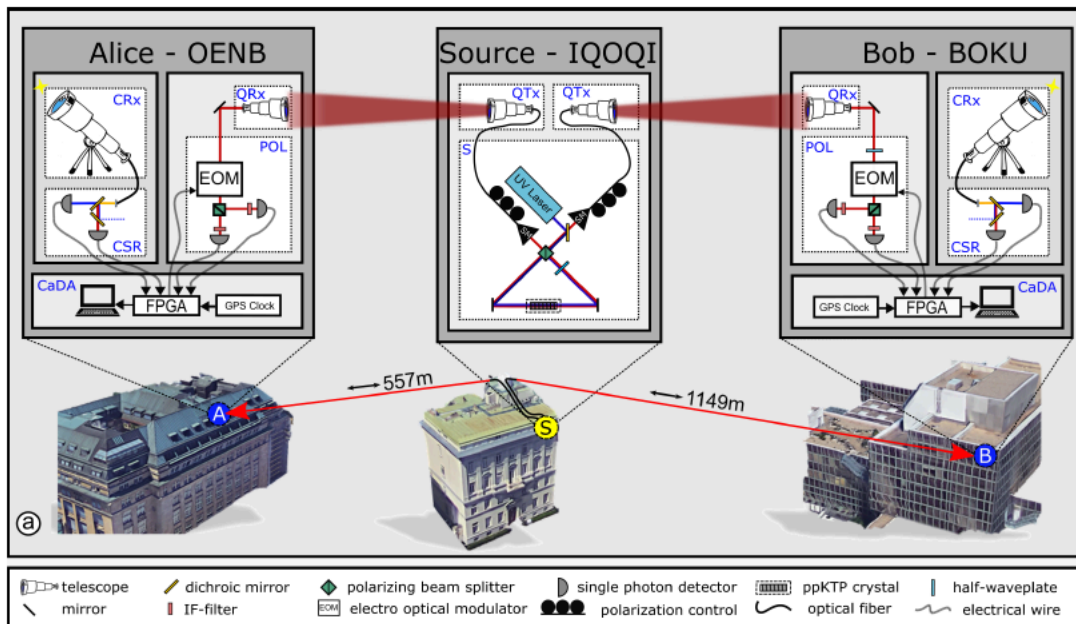 Alice - OENB
Source - IQOQI
Bob - BOKU
CRx
QRx
QTx
QTx
QRx
CRx
POL
S
POL
EOM
UV Laser
EOM
SM
SM
CSR
CSR
CaDA
FPGA
GPS Clock
CaDA
GPS Clock
FPGA
557m
1149m
A
S
B
a
telescope
dichroic mirror
polarizing beam splitter
single photon detector
ppKTP crystal
half-waveplate
mirror
IF-filter
EOM
electro optical modulator
polarization control
optical fiber
electrical wire